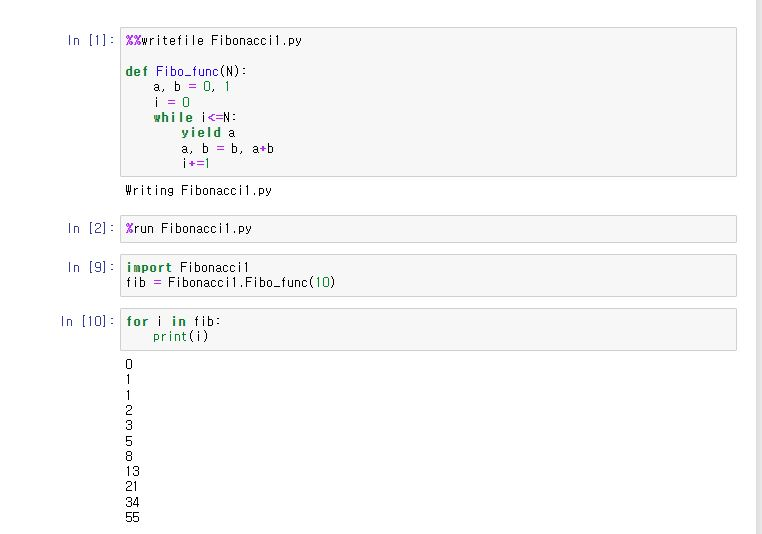 In [1]: %%writefile Fibonacci1.py
def Fibo_func(N):
    a, b = 0, 1
    i = 0
    while i<=N:
        yield a
        a, b = b, a+b
        i+=1
Writing Fibonacci1.py
In [2]: %run Fibonacci1.py
In [9]: import Fibonacci1
fib = Fibonacci1.Fibo_func(10)
In [10]: for i in fib:
    print(i)
0
1
1
2
3
5
8
13
21
34
55